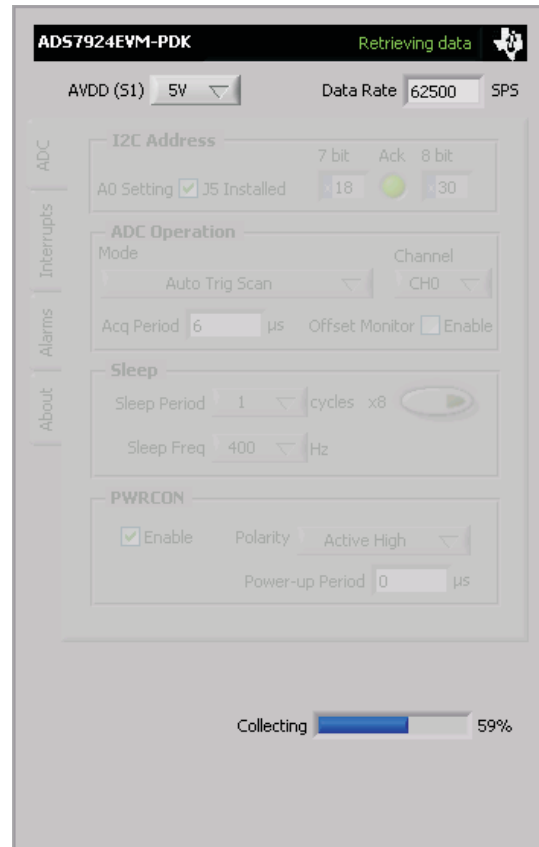 ADS7924EVM-PDK Retrieving data
AVDD (S1) 5V Data Rate 62500 SPS
ADC
Interrupts
Alarms
About
I2C Address
7 bit Ack 8 bit
A0 Setting J5 Installed x 18 x 30
ADC Operation
Mode Channel
Auto Trig Scan CH0
Acq Period 6 µs Offset Monitor Enable
Sleep
Sleep Period 1 cycles x8
Sleep Freq 400 Hz
PWRCON
Enable Polarity Active High
Power-up Period 0 µs
Collecting 59%